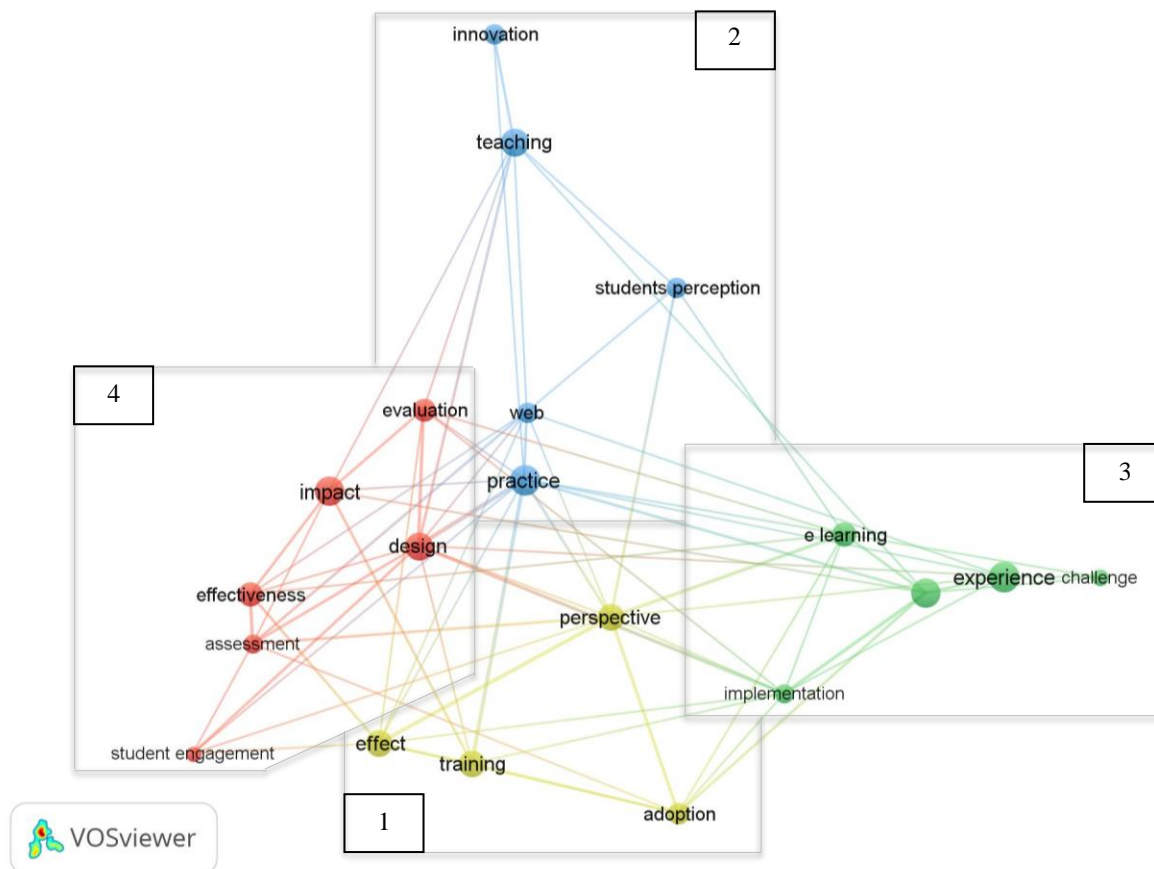 innovation
2
teaching
students perception
4
evaluation
web
3
practice
impact
e learning
design
experience
challenge
effectiveness
perspective
assessment
implementation
effect
student engagement
training
adoption
1
VOSviewer